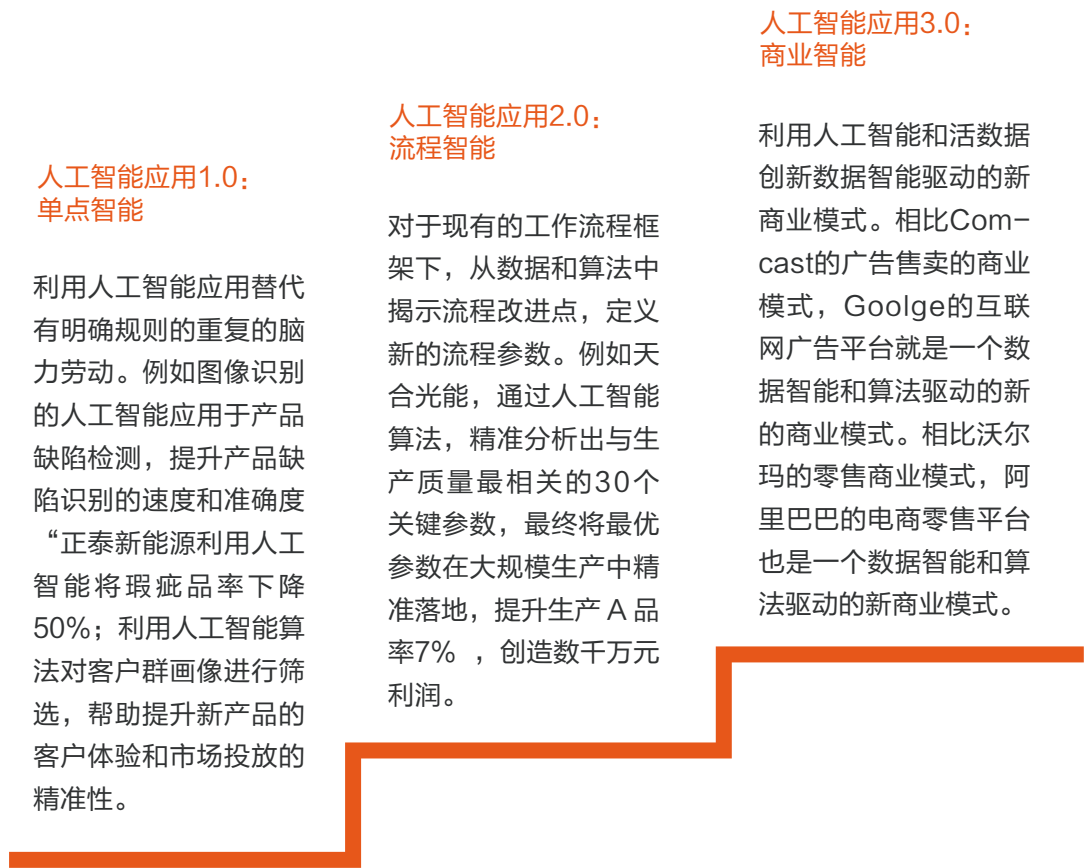 人工智能应用1.0：
单点智能
利用人工智能应用替代
有明确规则的重复的脑
力劳动。例如图像识别
的人工智能应用于产品
缺陷检测，提升产品缺
陷识别的速度和准确度
“正泰新能源利用人工
智能将瑕疵品率下降
50%；利用人工智能算
法对客户群画像进行筛
选，帮助提升新产品的
客户体验和市场投放的
精准性。
人工智能应用2.0：
流程智能
对于现有的工作流程框
架下，从数据和算法中
揭示流程改进点，定义
新的流程参数。例如天
合光能，通过人工智能
算法，精准分析出与生
产质量最相关的30个
关键参数，最终将最优
参数在大规模生产中精
准落地，提升生产 A 品
率7% ，创造数千万元
利润。
人工智能应用3.0：
商业智能
利用人工智能和活数据
创新数据智能驱动的新
商业模式。相比Com-
cast的广告售卖的商业
模式，Goolge的互联
网广告平台就是一个数
据智能和算法驱动的新
的商业模式。相比沃尔
玛的零售商业模式，阿
里巴巴的电商零售平台
也是一个数据智能和算
法驱动的新商业模式。